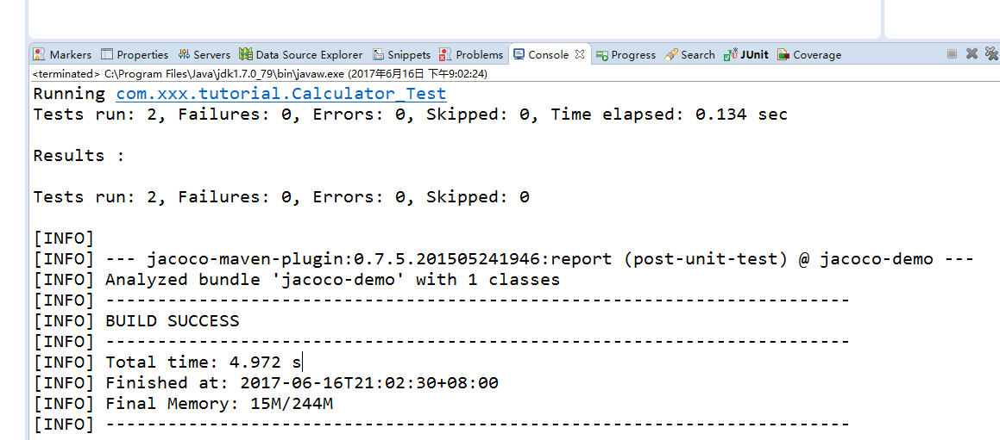 Markers Properties Servers Data Source Explorer Snippets Problems Console Progress Search JUnit Coverage
<terminated> C:\Program Files\Java\jdk1.7.0_79\bin\javaw.exe (2017年6月16日 下午9:02:24)
Running com.xxx.tutorial.Calculator_Test
Tests run: 2, Failures: 0, Errors: 0, Skipped: 0, Time elapsed: 0.134 sec
Results :
Tests run: 2, Failures: 0, Errors: 0, Skipped: 0
[INFO]
[INFO] --- jacoco-maven-plugin:0.7.5.201505241946:report (post-unit-test) @ jacoco-demo ---
[INFO] Analyzed bundle 'jacoco-demo' with 1 classes
[INFO] ------------------------------------------------------------------------
[INFO] BUILD SUCCESS
[INFO] ------------------------------------------------------------------------
[INFO] Total time: 4.972 s
[INFO] Finished at: 2017-06-16T21:02:30+08:00
[INFO] Final Memory: 15M/244M
[INFO] ------------------------------------------------------------------------